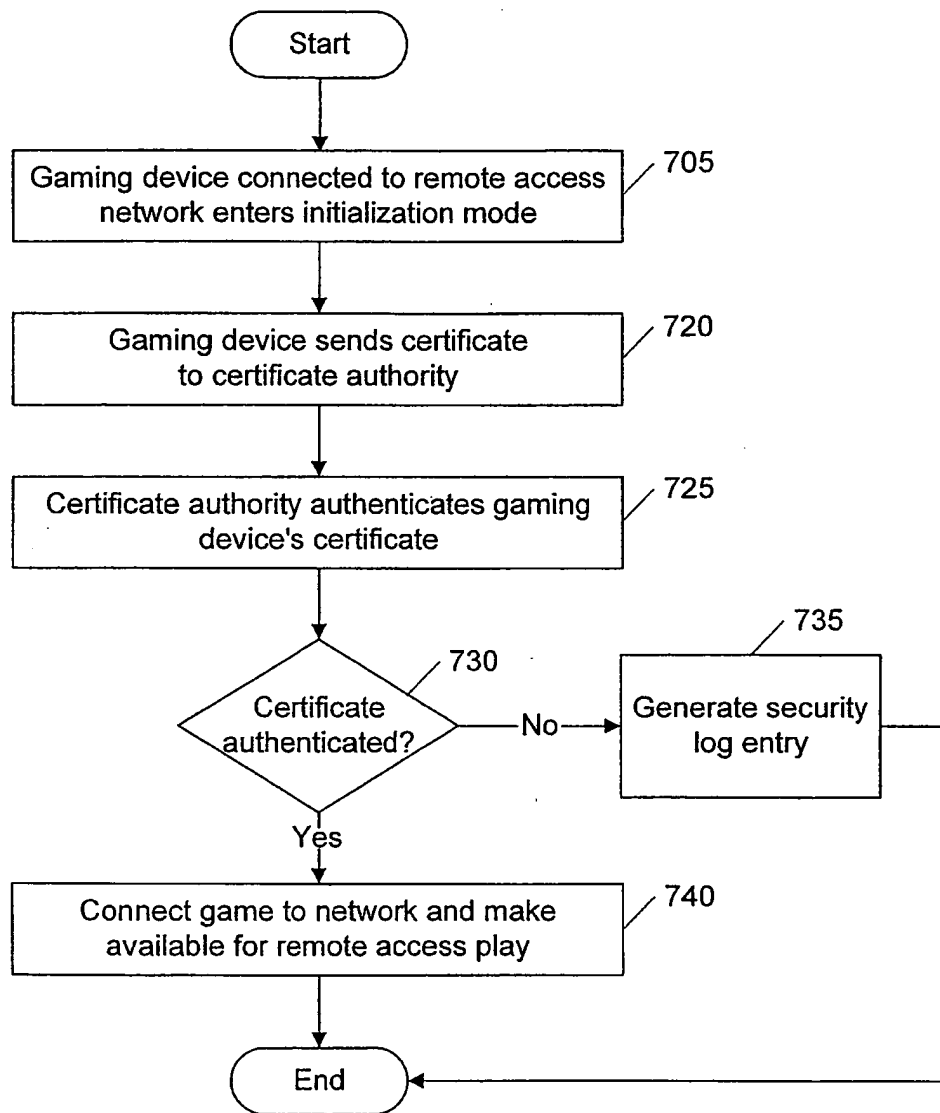 Start
705
Gaming device connected to remote access
network enters initialization mode
720
Gaming device sends certificate
to certificate authority
725
Certificate authority authenticates gaming
device's certificate
735
730
Certificate
authenticated?
No
Generate security
log entry
Yes
740
Connect game to network and make
available for remote access play
End